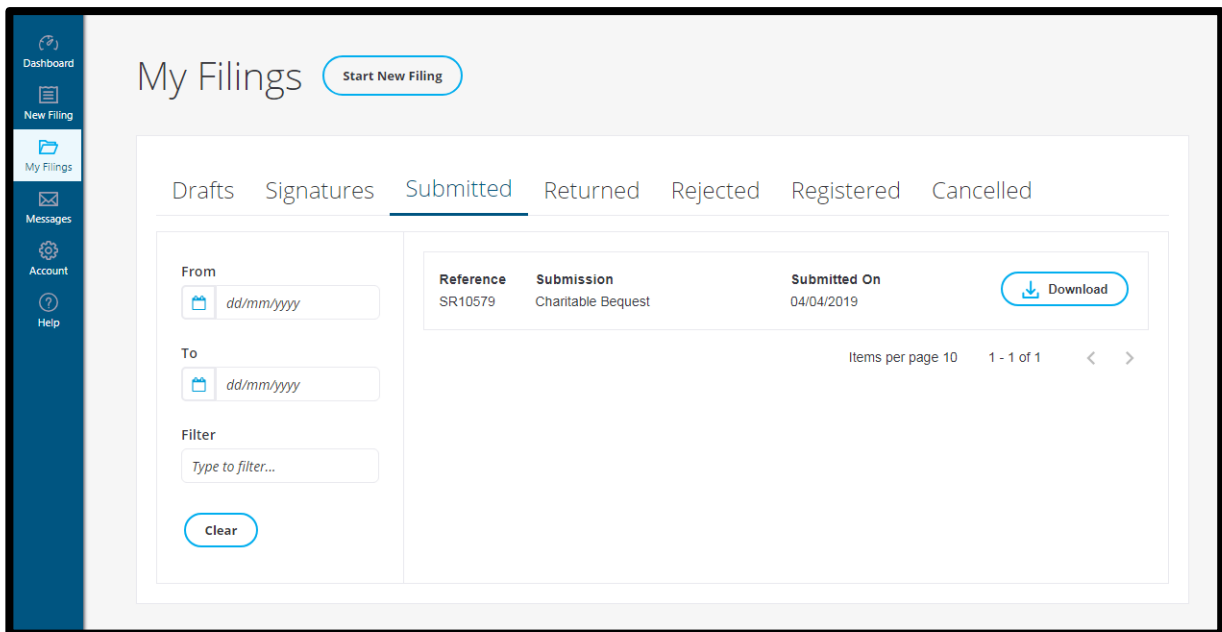 Dashboard
New Filing
My Filings
Messages
Account
Help
My Filings Start New Filing
Drafts Signatures Submitted Returned Rejected Registered Cancelled
From
dd/mm/yyyy
To
dd/mm/yyyy
Filter
Type to filter...
Clear
Reference Submission Submitted On Download
SR10579 Charitable Bequest 04/04/2019
Items per page 10 1 - 1 of 1